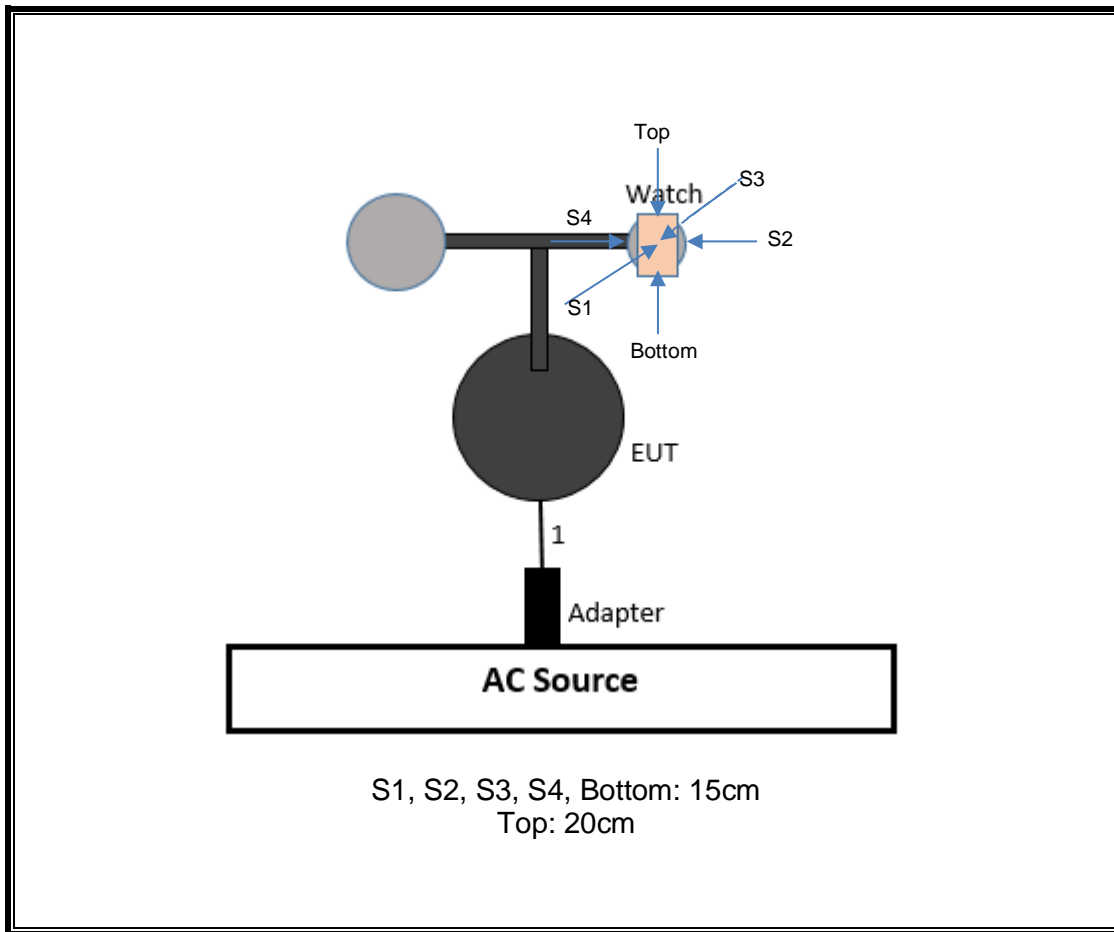 Top
S3
Watch
S4
S2
S1
Bottom
EUT
1
Adapter
AC Source
S1, S2, S3, S4, Bottom: 15cm
Top: 20cm